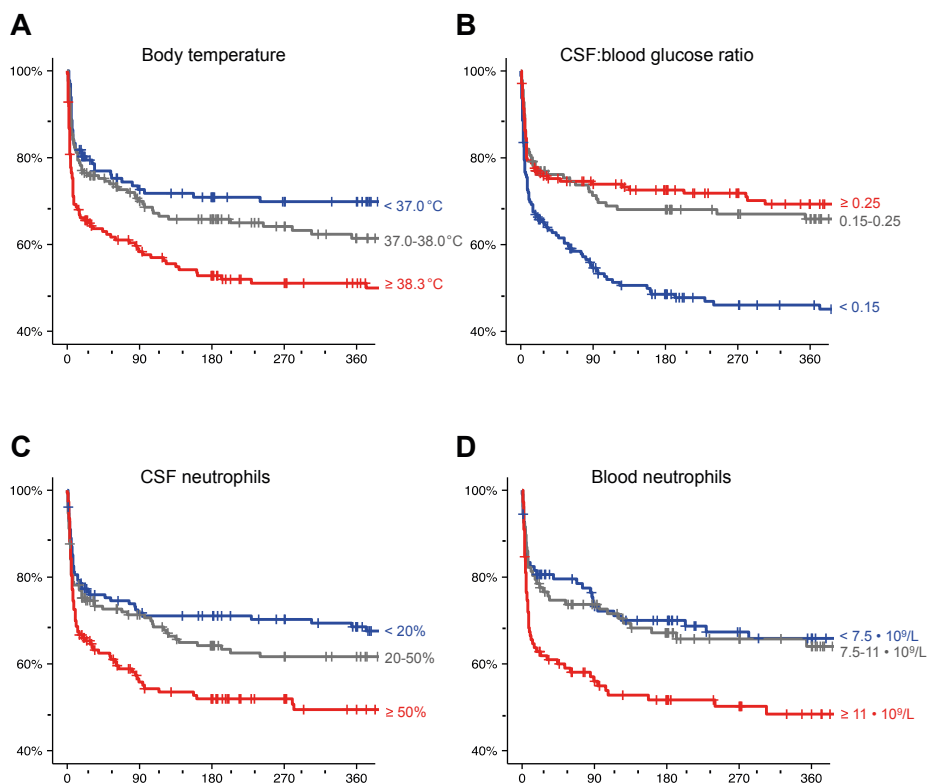 A
Body temperature
100%
80%
60%
40%
< 37.0 °C
37.0-38.0 °C
≥ 38.3 °C
0 90 180 270 360
B
CSF:blood glucose ratio
100%
80%
60%
40%
≥ 0.25
0.15-0.25
< 0.15
0 90 180 270 360
C
CSF neutrophils
100%
80%
60%
40%
< 20%
20-50%
≥ 50%
0 90 180 270 360
D
Blood neutrophils
100%
80%
60%
40%
< 7.5 • 10⁹/L
7.5-11 • 10⁹/L
≥ 11 • 10⁹/L
0 90 180 270 360